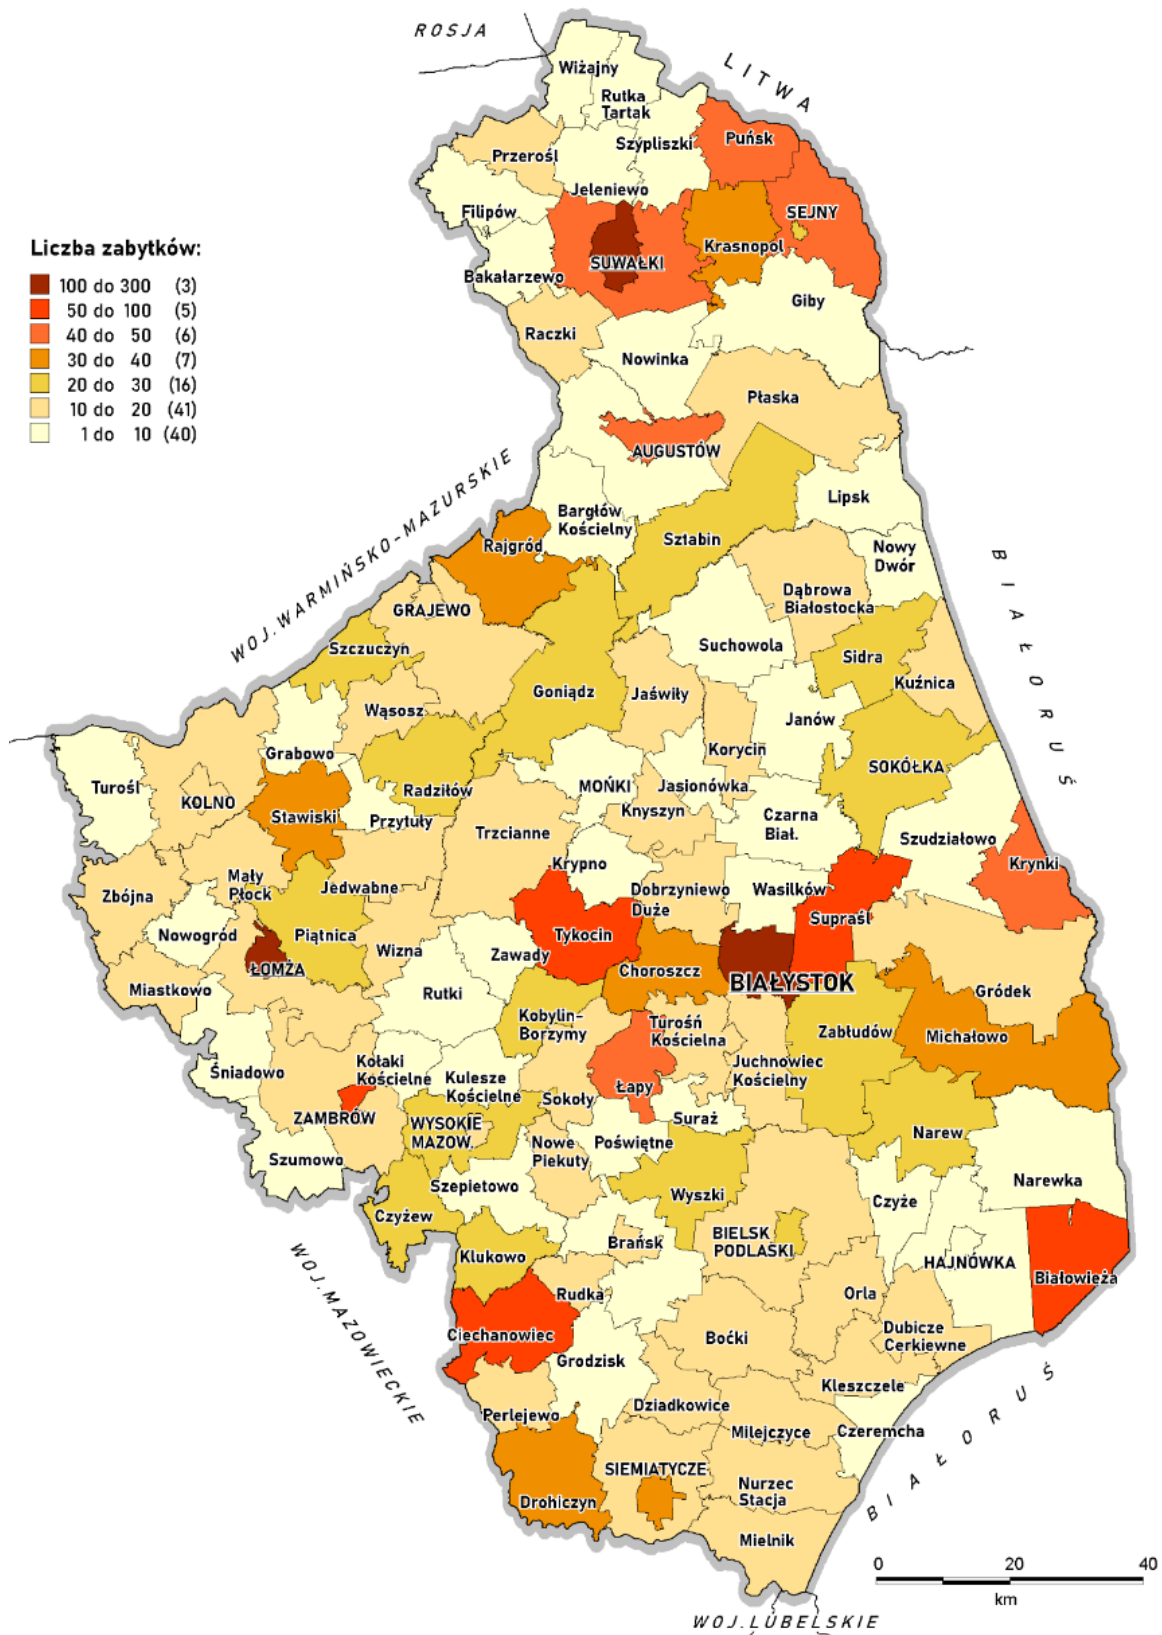 ROSJA
LITWA
Wiżajny
Rutka
Tartak
Puńsk
Szypliszki
Przerośl
Jeleniewo
Filipów
SEJNY
Krasnopol
Liczba zabytków:
SUWAŁKI
Bakałarzewo
100 do 300 (3)
50 do 100 (5)
40 do 50 (6)
30 do 40 (7)
20 do 30 (16)
10 do 20 (41)
1 do 10 (40)
Giby
Raczki
Nowinka
Płaska
AUGUSTÓW
WOJ.WARMIŃSKO-MAZURSKIE
Lipsk
Bargłów
Kościelny
Sztabin
Rajgród
Nowy
Dwór
BIAŁORUŚ
Dąbrowa
Białostocka
GRAJEWO
Suchowola
Szczuczyn
Sidra
Kuźnica
Goniądz
Jaświły
Wąsosz
Janów
Korycin
Grabowo
SOKÓŁKA
Turośl
MOŃKI
Jasionówka
Radziłów
KOLNO
Knyszyn
Stawiski
Przytuły
Czarna
Biał.
Trzcianne
Szudziałowo
Krypno
Krynki
Mały
Płock
Jedwabne
Dobrzyniewo
Duże
Wasilków
Zbójna
Supraśl
Nowogród
Piątnica
Tykocin
Wizna
Zawady
ŁOMŻA
Choroszcz
BIAŁYSTOK
Miastkowo
Rutki
Gródek
Kobylin-
Borzymy
Turośń
Kościelna
Zabłudów
Michałowo
Kołaki
Kościelne
Juchnowiec
Kościelny
Śniadowo
Kulesze
Kościelne
Łapy
Sokoły
ZAMBRÓW
Suraż
WYSOKIE
MAZOW.
Nowe
Piekuty
Poświętne
Narew
Szumowo
Szepietowo
Wyszki
Narewka
Czyże
Czyżew
BIELSK
PODLASKI
Brańsk
Klukowo
HAJNÓWKA
Białowieża
WOJ.MAZOWIECKIE
Rudka
Orla
Ciechanowiec
Boćki
Dubicze
Cerkiewne
Grodzisk
Kleszczele
Perlejewo
Dziadkowice
Milejczyce
Czeremcha
BIAŁORUŚ
SIEMIATYCZE
Nurzec
Stacja
Drohiczyn
Mielnik
0 20 40
km
WOJ.LUBELSKIE